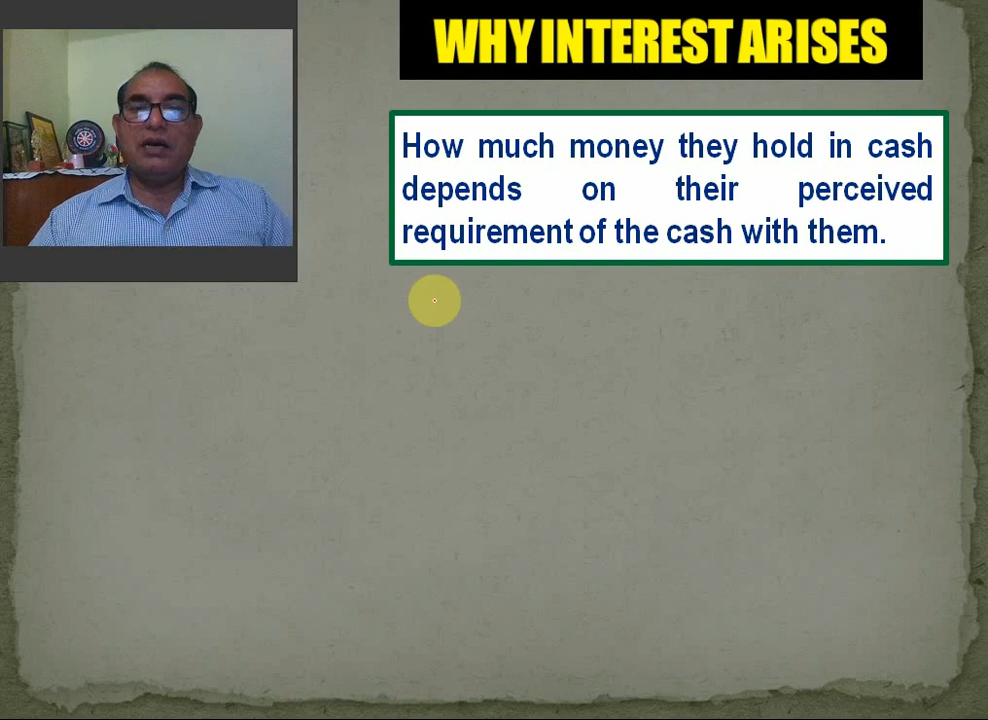 WHY INTEREST ARISES
How much money they hold in cash
depends on their perceived
requirement of the cash with them.